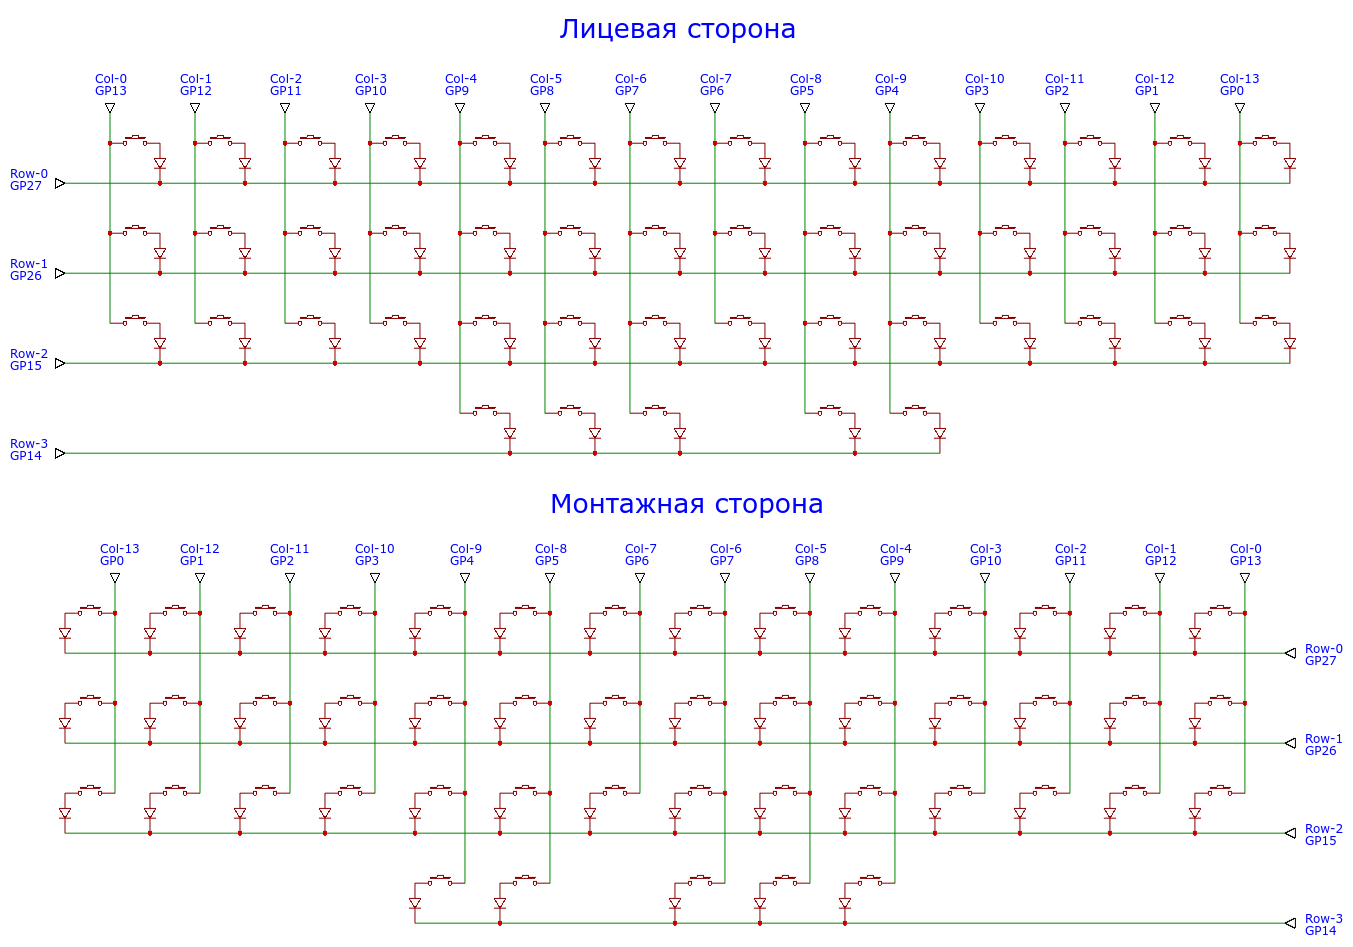 Лицевая сторона
Col-0 Col-1 Col-2 Col-3 Col-4 Col-5 Col-6 Col-7 Col-8 Col-9 Col-10 Col-11 Col-12 Col-13
GP13 GP12 GP11 GP10 GP9 GP8 GP7 GP6 GP5 GP4 GP3 GP2 GP1 GP0
Row-0
GP27
Row-1
GP26
Row-2
GP15
Row-3
GP14
Монтажная сторона
Col-13 Col-12 Col-11 Col-10 Col-9 Col-8 Col-7 Col-6 Col-5 Col-4 Col-3 Col-2 Col-1 Col-0
GP0 GP1 GP2 GP3 GP4 GP5 GP6 GP7 GP8 GP9 GP10 GP11 GP12 GP13
Row-0
GP27
Row-1
GP26
Row-2
GP15
Row-3
GP14